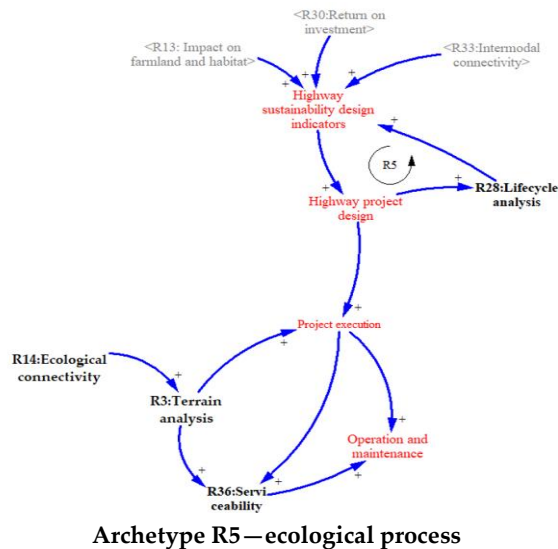 <R30:Return on
investment>
<R13: Impact on
farmland and habitat>
<R33:Intermodal
connectivity>
+
+
+
Highway
sustainability design
indicators
+
R5
+
+
R28:Lifecycle
analysis
Highway project
design
+
Project execution
+
R14:Ecological
connectivity
+
R3:Terrain
analysis
+
Operation and
maintenance
+
+
+
R36:Servi
ceability
Archetype R5—ecological process